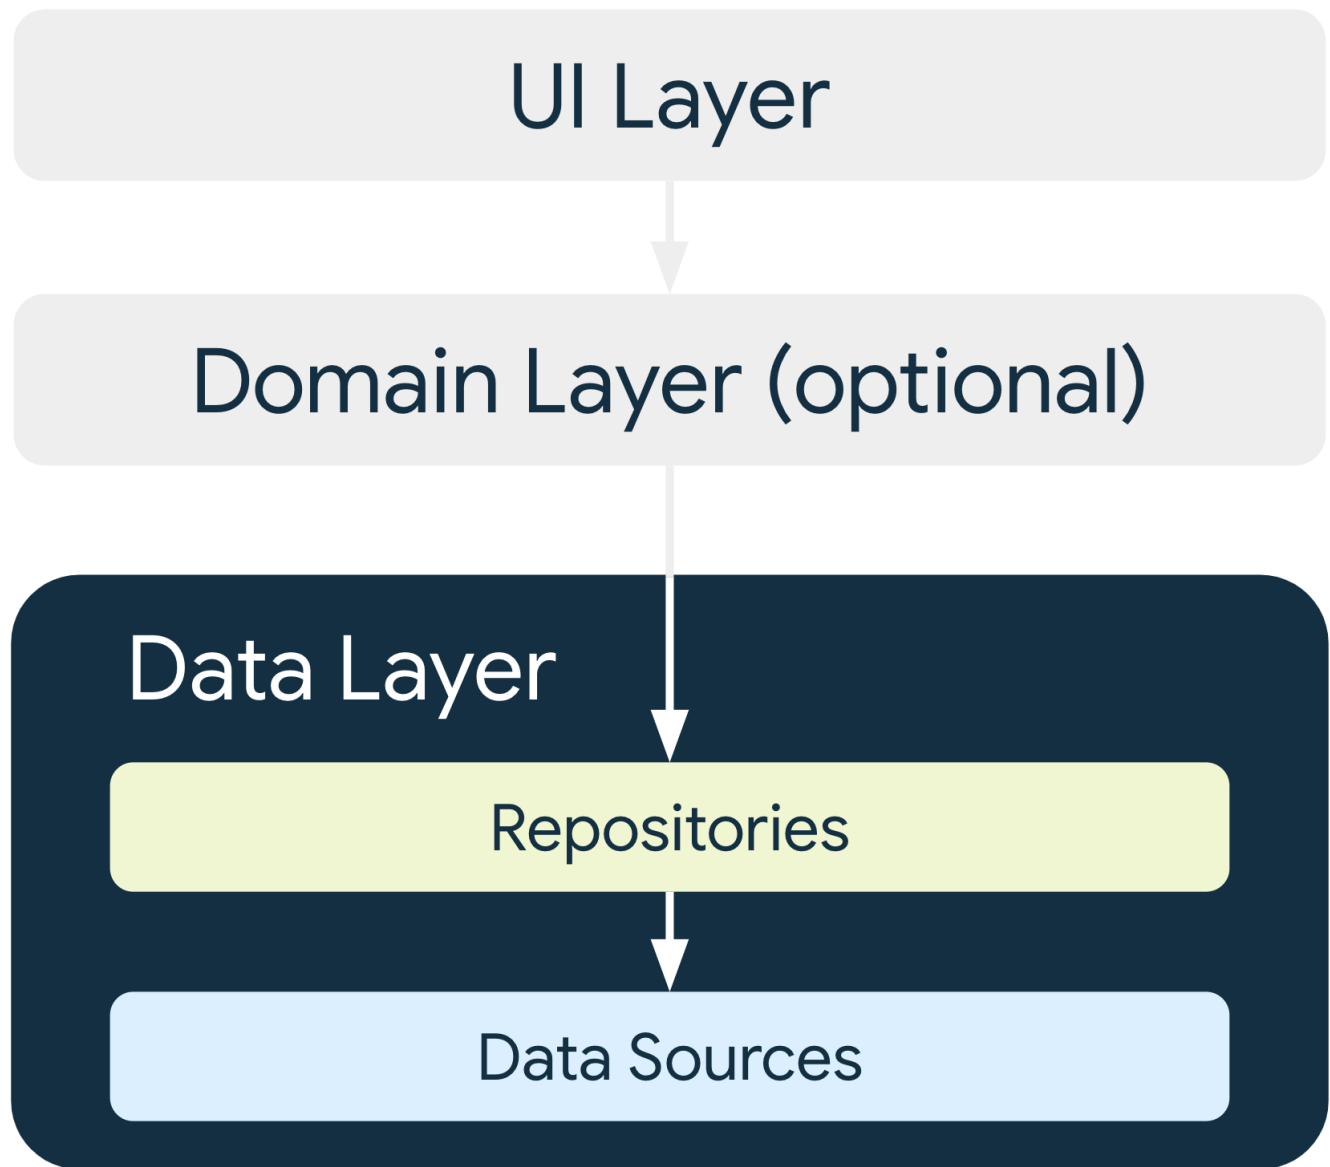 UI Layer
Domain Layer (optional)
Data Layer
Repositories
Data Sources